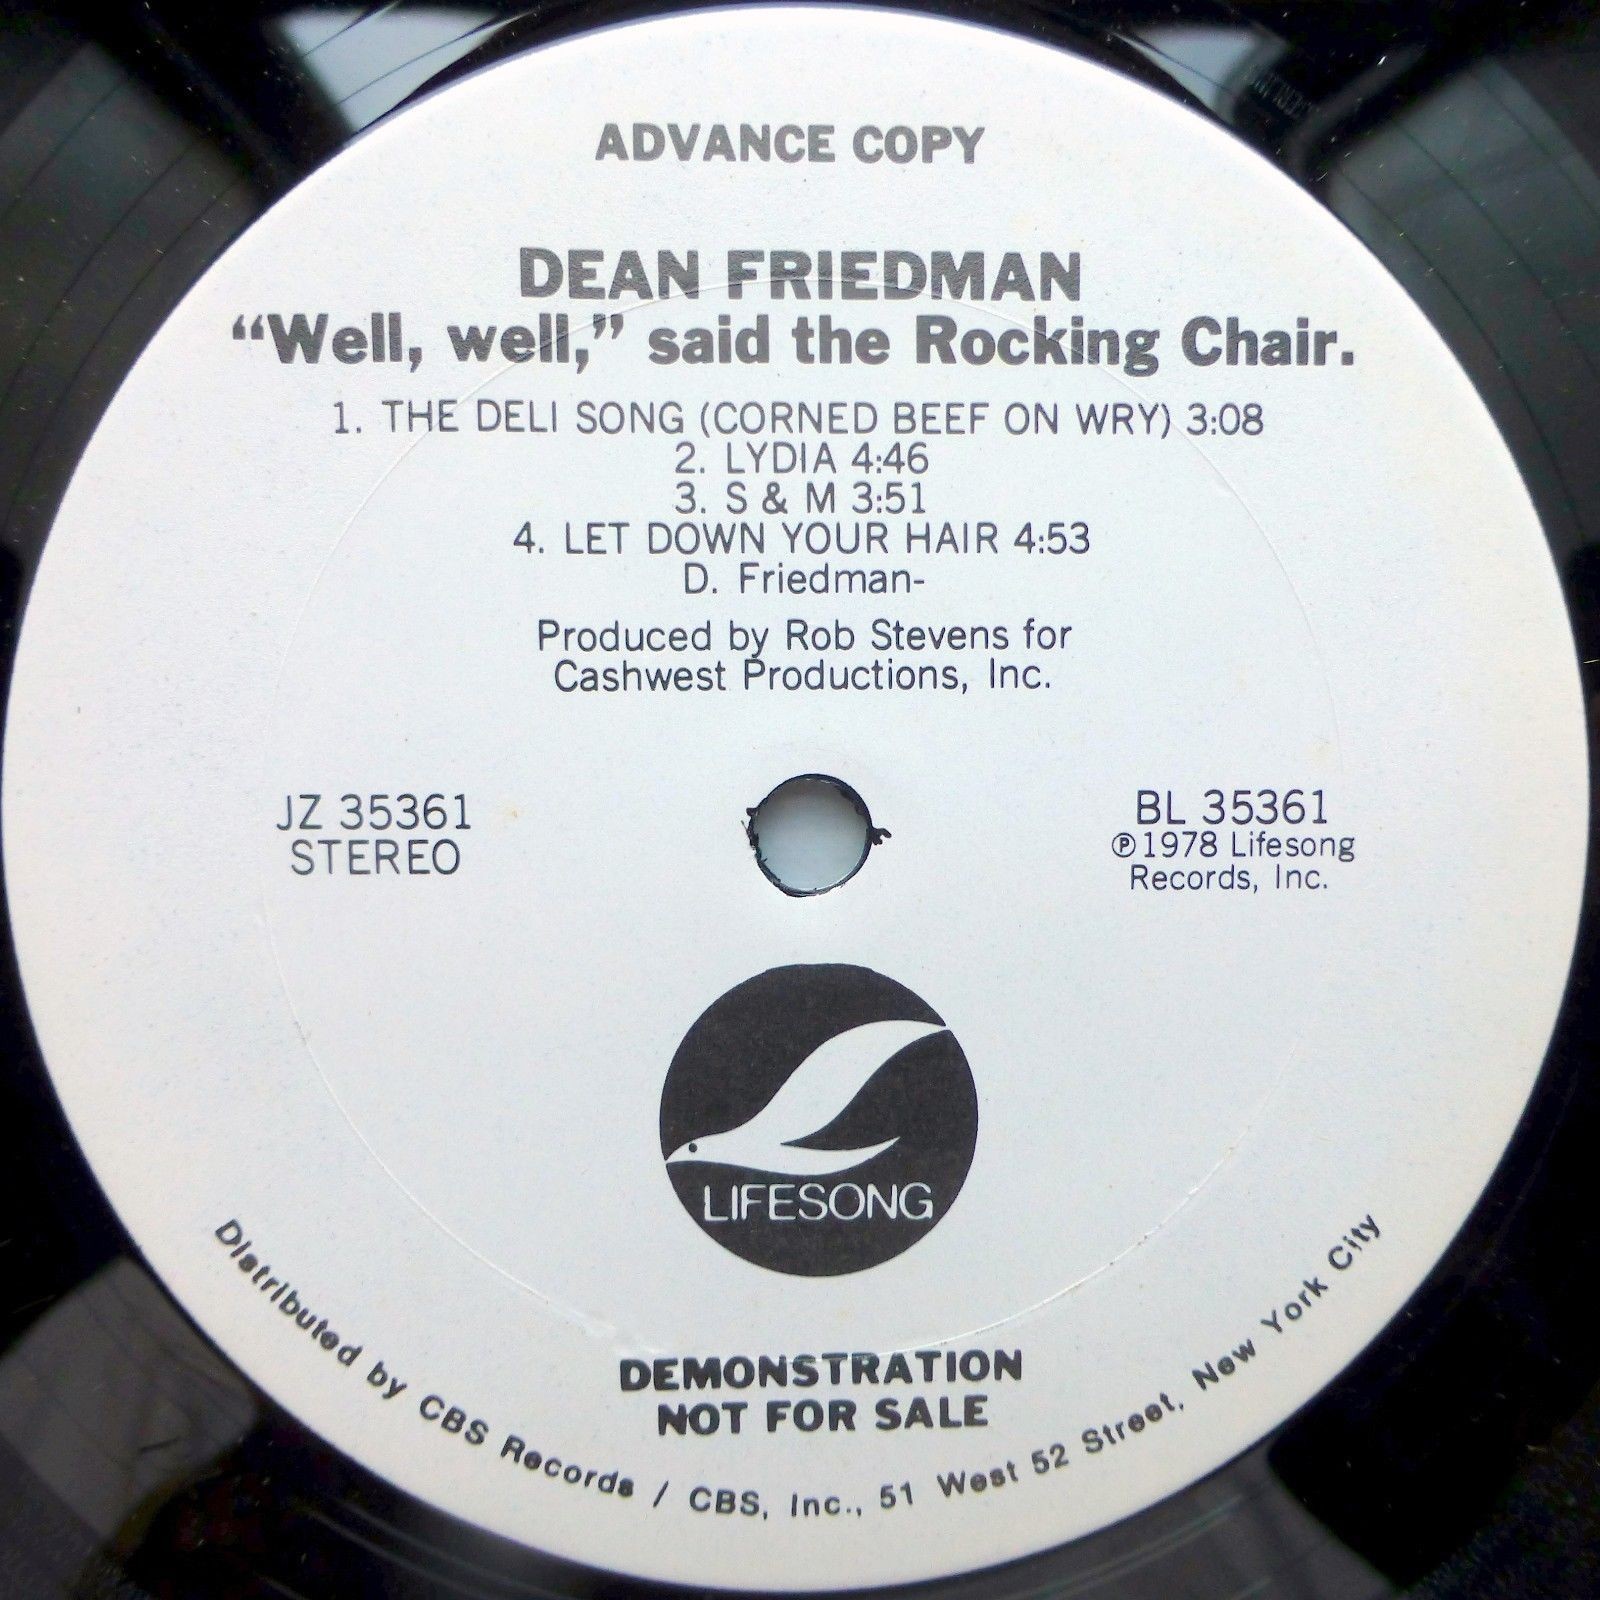 ADVANCE COPY
DEAN FRIEDMAN
“Well, well,” said the Rocking Chair.
1. THE DELI SONG (CORNED BEEF ON WRY) 3:08
2. LYDIA 4:46
3. S & M 3:51
4. LET DOWN YOUR HAIR 4:53
D. Friedman-
Produced by Rob Stevens for
Cashwest Productions, Inc.
JZ 35361
STEREO
BL 35361
℗1978 Lifesong
Records, Inc.
LIFESONG
DEMONSTRATION
NOT FOR SALE
Distributed by CBS Records / CBS, Inc., 51 West 52 Street, New York City